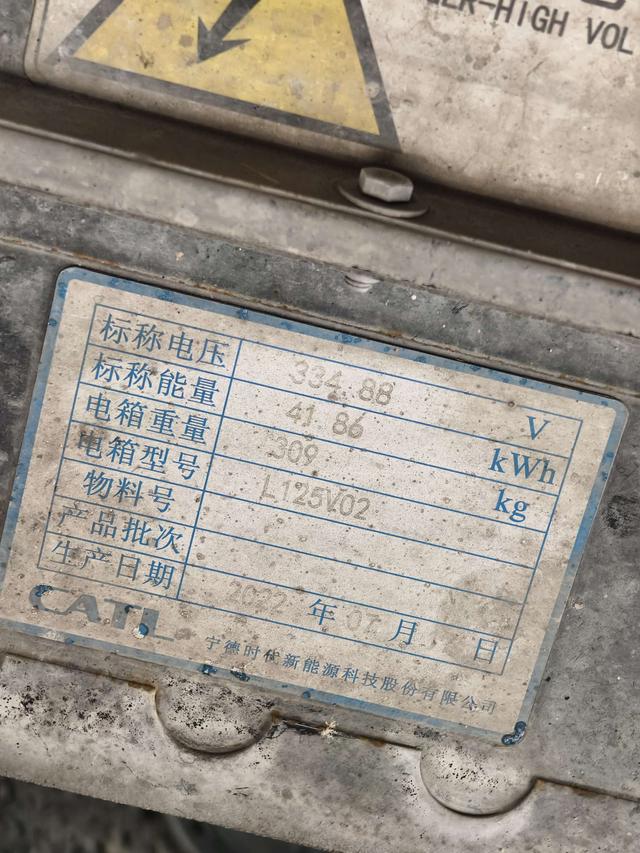 -HIGH VOL
标称电压 334.88 V
标称能量 41.86 kWh
电箱重量 309 kg
电箱型号 L125V02
物料号
产品批次
生产日期 2022 年 07 月 日
CATL
宁德时代新能源科技股份有限公司